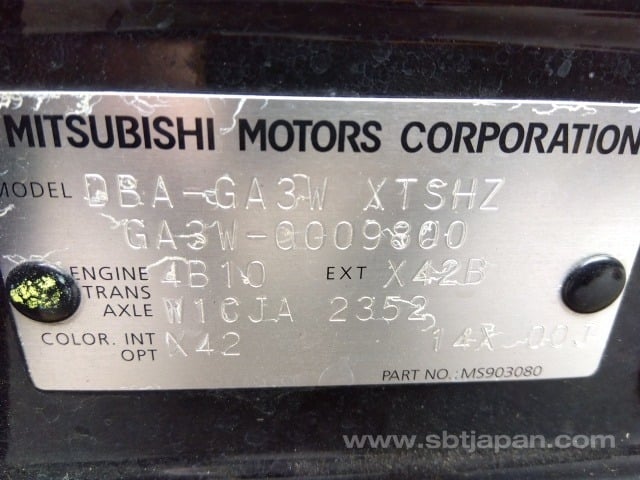 MITSUBISHI MOTORS CORPORATION
MODEL DBA-GA3W XTSHZ
GA3W-0009800
ENGINE 4B10 EXT X42B
TRANS
AXLE W1CJA 2352
COLOR. INT X42
OPT
PART NO.: MS903080
www.sbtjapan.com